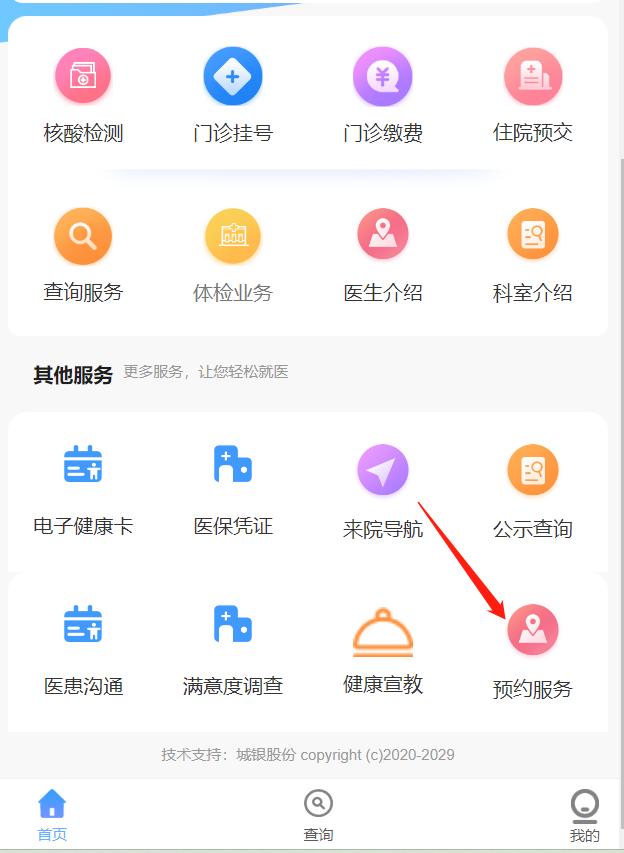 核酸检测 门诊挂号 门诊缴费 住院预交
查询服务 体检业务 医生介绍 科室介绍
其他服务 更多服务，让您轻松就医
电子健康卡 医保凭证 来院导航 公示查询
医患沟通 满意度调查 健康宣教 预约服务
技术支持：城银股份 copyright (c)2020-2029
首页 查询 我的